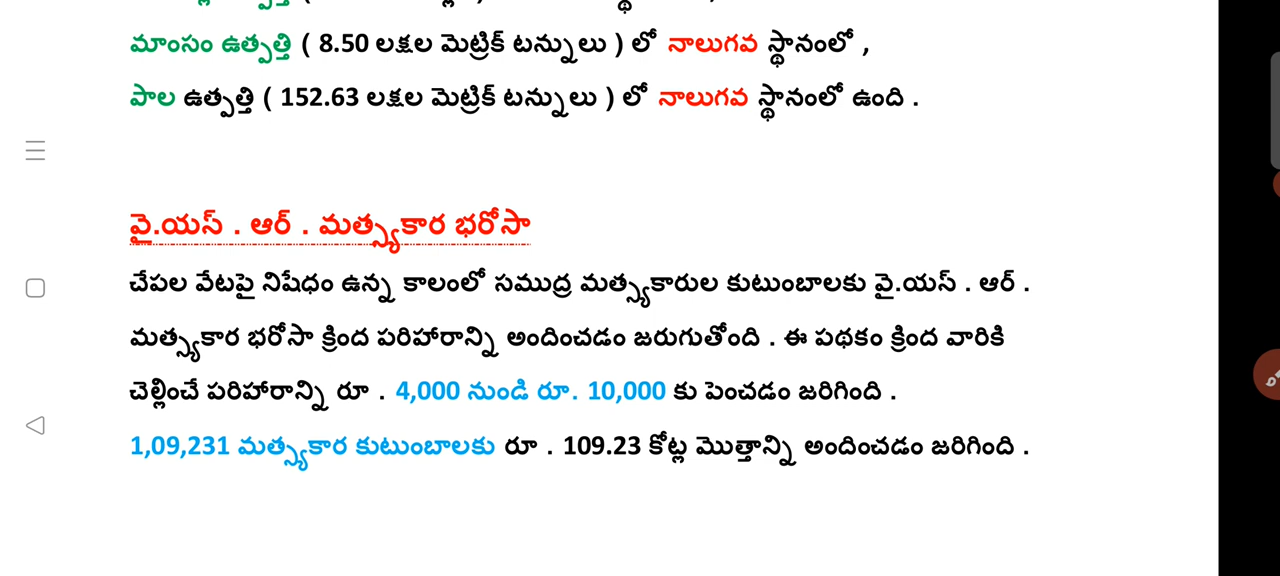 మాంసం ఉత్పత్తి ( 8.50 లక్షల మెట్రిక్ టన్నులు ) లో నాలుగవ స్థానంలో ,
పాల ఉత్పత్తి ( 152.63 లక్షల మెట్రిక్ టన్నులు ) లో నాలుగవ స్థానంలో ఉంది .
వై.యస్ . ఆర్ . మత్స్యకార భరోసా
చేపల వేటపై నిషేధం ఉన్న కాలంలో సముద్ర మత్స్యకారుల కుటుంబాలకు వై.యస్ . ఆర్ .
మత్స్యకార భరోసా క్రింద పరిహారాన్ని అందించడం జరుగుతోంది . ఈ పథకం క్రింద వారికి
చెల్లించే పరిహారాన్ని రూ . 4,000 నుండి రూ. 10,000 కు పెంచడం జరిగింది .
1,09,231 మత్స్యకార కుటుంబాలకు రూ . 109.23 కోట్ల మొత్తాన్ని అందించడం జరిగింది .